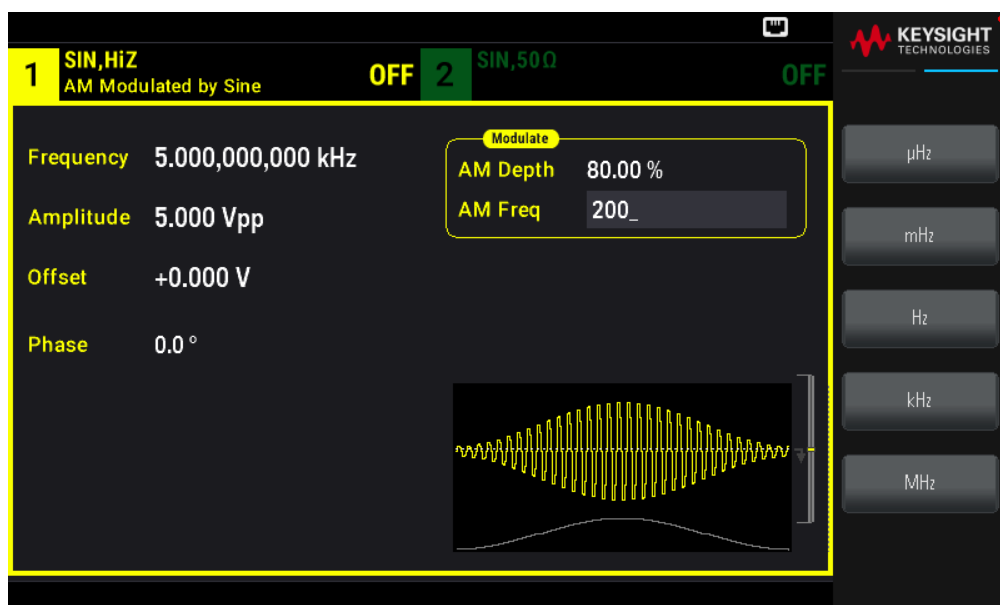 KEYSIGHT
TECHNOLOGIES
1 SIN,HiZ OFF
AM Modulated by Sine
2 SIN,50Ω OFF
Frequency 5.000,000,000 kHz
Amplitude 5.000 Vpp
Offset +0.000 V
Phase 0.0 °
Modulate
AM Depth 80.00 %
AM Freq 200_
µHz
mHz
Hz
kHz
MHz